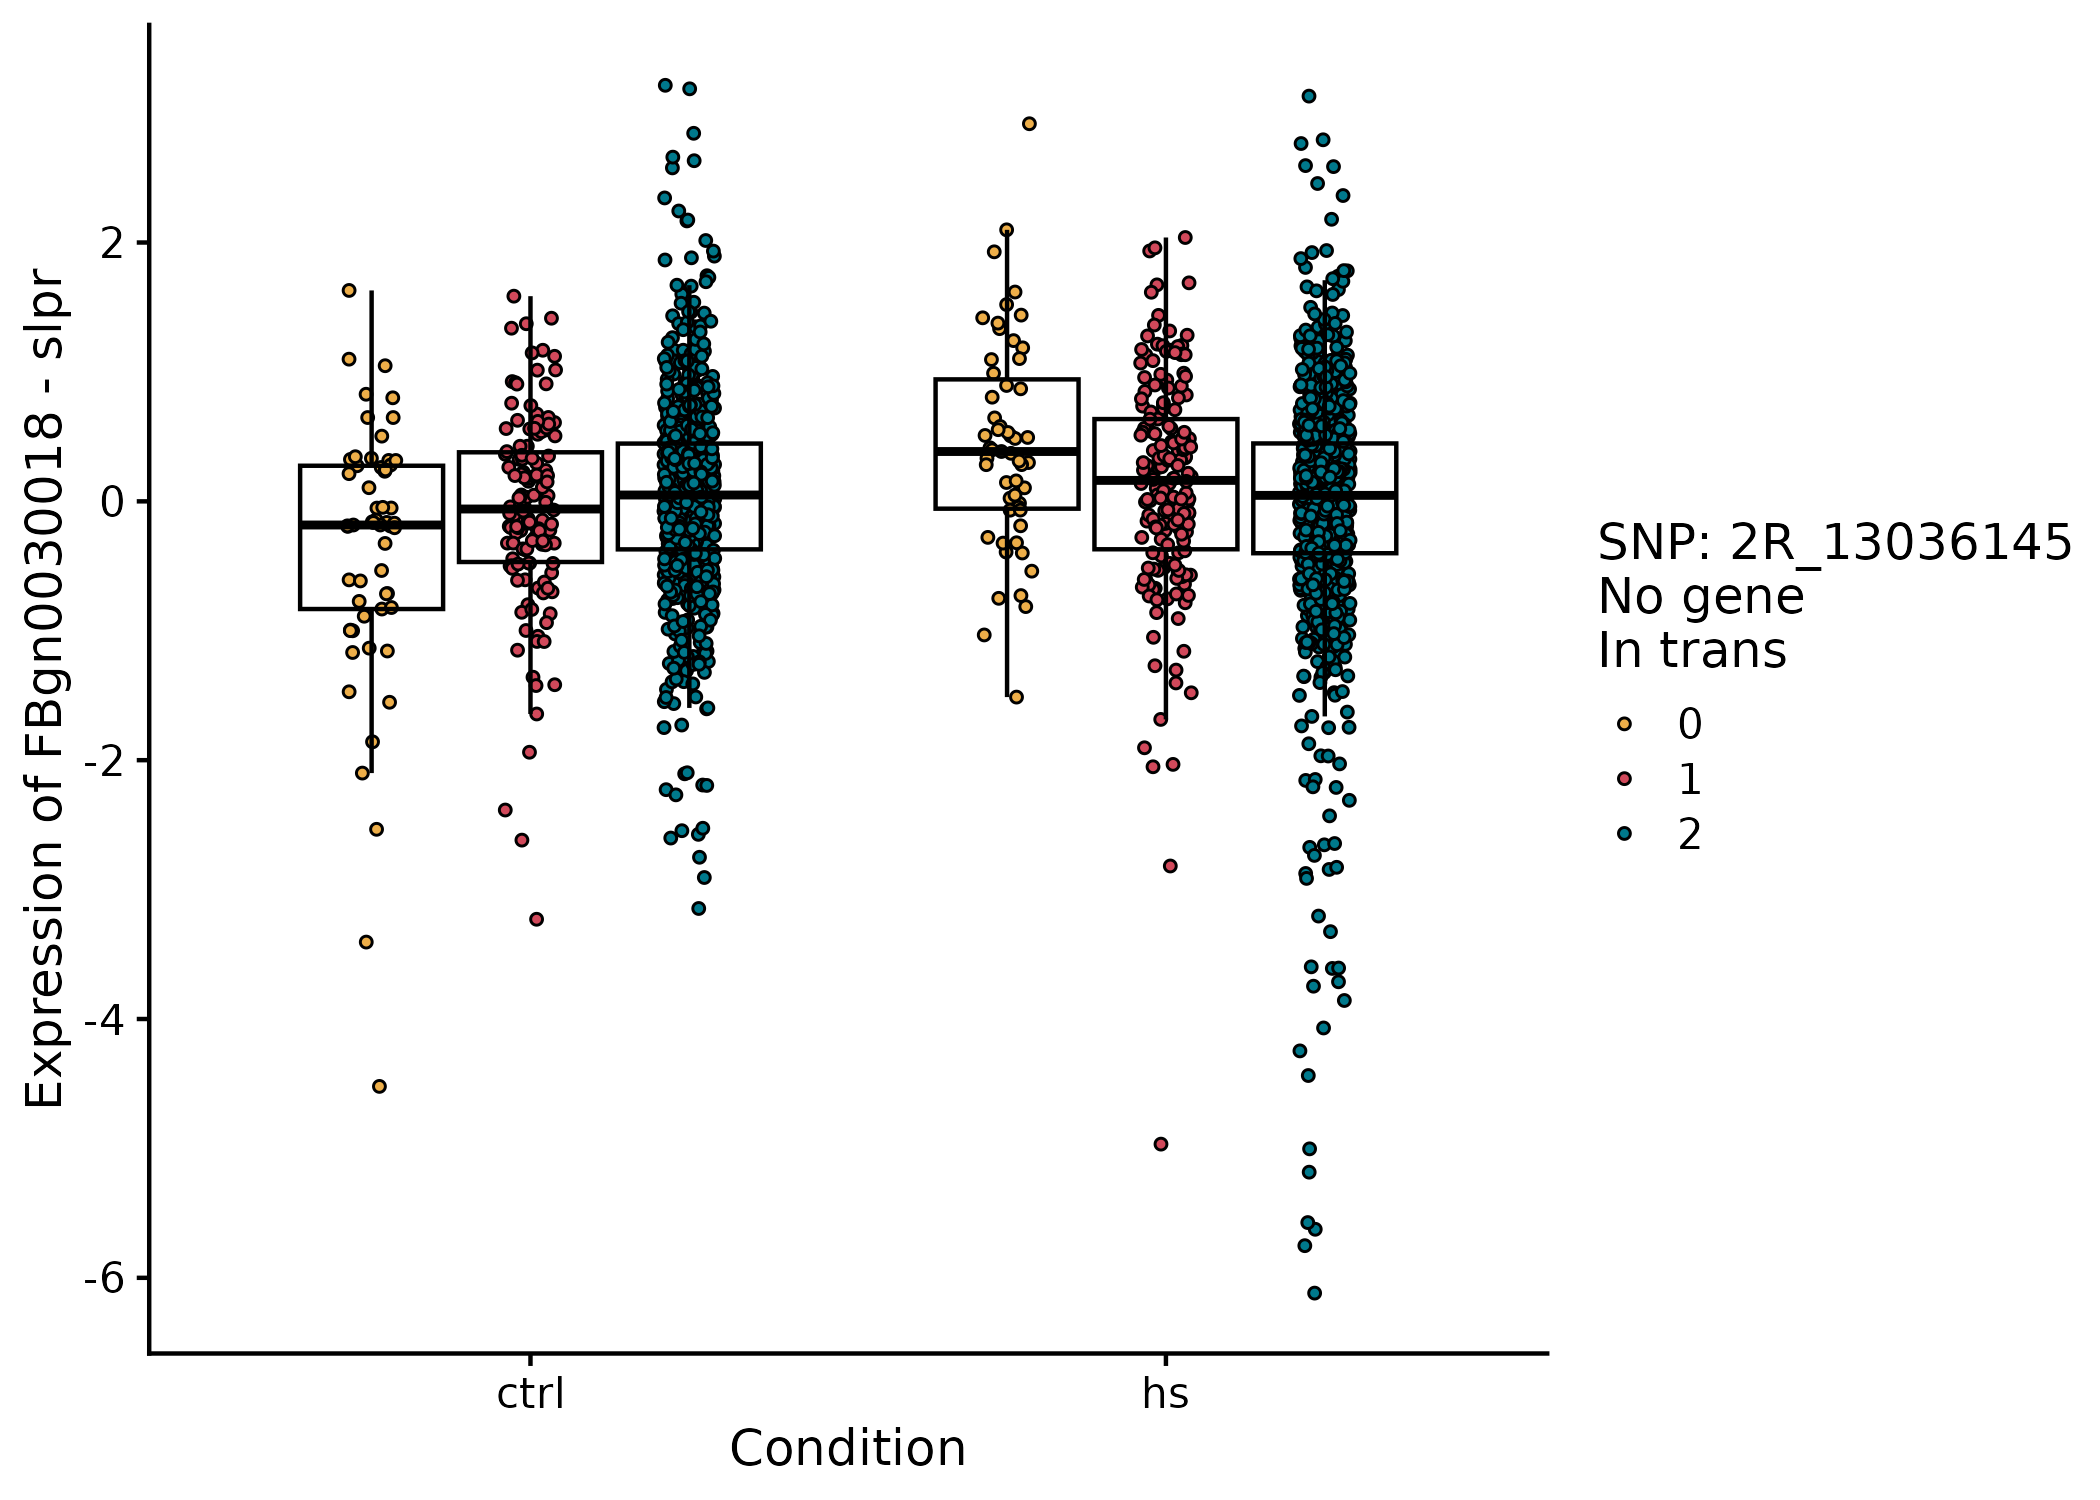 Expression of FBgn0030018 - slpr
2
0
-2
-4
-6
ctrl
hs
Condition
SNP: 2R_13036145
No gene
In trans
0
1
2